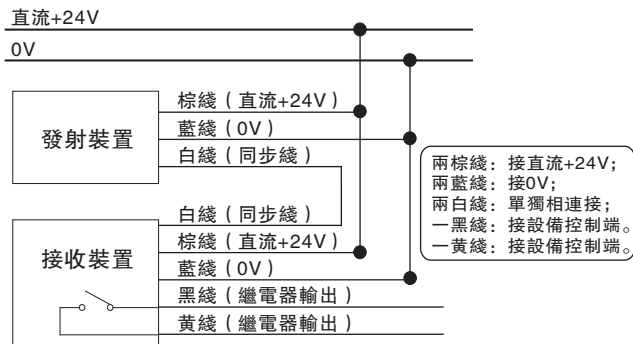 直流+24V
0V
發射裝置
棕綫（直流+24V）
藍綫（0V）
白綫（同步綫）
接收裝置
白綫（同步綫）
棕綫（直流+24V）
藍綫（0V）
黑綫（繼電器輸出）
黄綫（繼電器輸出）
兩棕綫：接直流+24V；
兩藍綫：接0V；
兩白綫：單獨相連接；
一黑綫：接設備控制端。
一黄綫：接設備控制端。